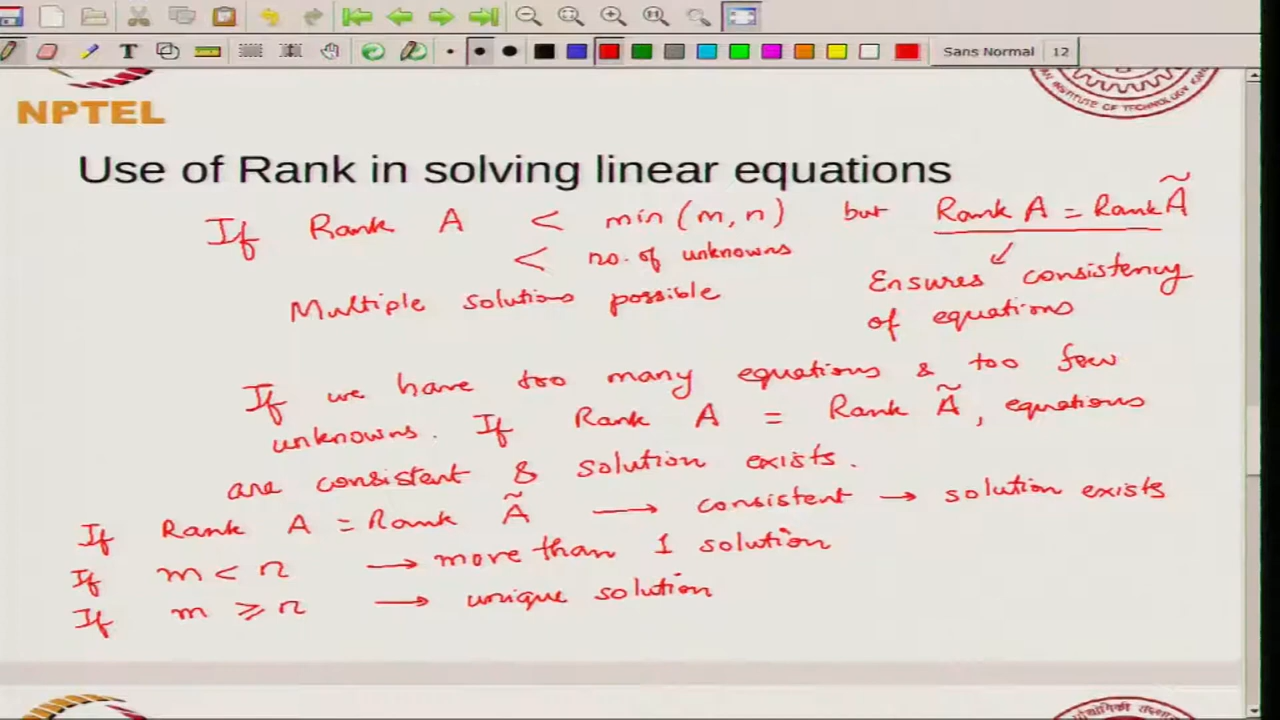 Sans Normal 12
NPTEL
INSTITUTE OF TECHNOLOGY
Use of Rank in solving linear equations
If Rank A < min(m,n) but Rank A = Rank Ã
< no. of unknowns
Multiple solutions possible
Ensures consistency
of equations
If we have too many equations & too few
unknowns. If Rank A = Rank Ã, equations
are consistent & solution exists.
If Rank A = Rank Ã → consistent → solution exists
If m < n → more than 1 solution
If m ≥ n → unique solution